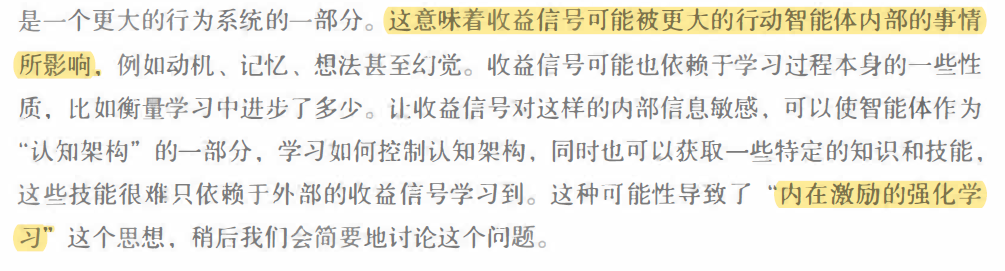 是一个更大的行为系统的一部分。这意味着收益信号可能被更大的行动智能体内部的事情
所影响，例如动机、记忆、想法甚至幻觉。收益信号可能也依赖于学习过程本身的一些性
质，比如衡量学习中进步了多少。让收益信号对这样的内部信息敏感，可以使智能体作为
“认知架构”的一部分，学习如何控制认知架构，同时也可以获取一些特定的知识和技能，
这些技能很难只依赖于外部的收益信号学习到。这种可能性导致了“内在激励的强化学
习”这个思想，稍后我们会简要地讨论这个问题。